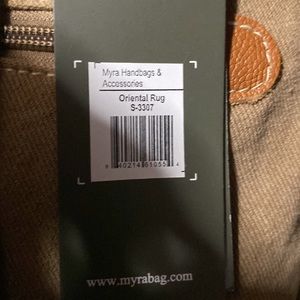 Myra Handbags &
Accessories
Oriental Rug
S-3307
www.myrabag.com